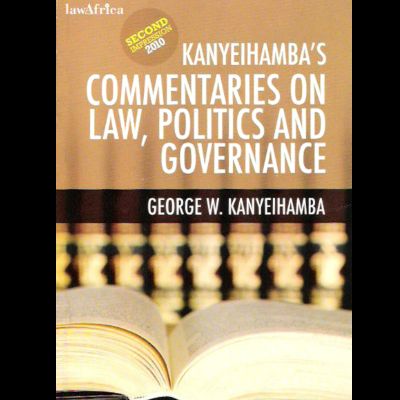 lawAfrica
SECOND
IMPRESSION
2010
KANYEIHAMBA'S
COMMENTARIES ON
LAW, POLITICS AND
GOVERNANCE
GEORGE W. KANYEIHAMBA